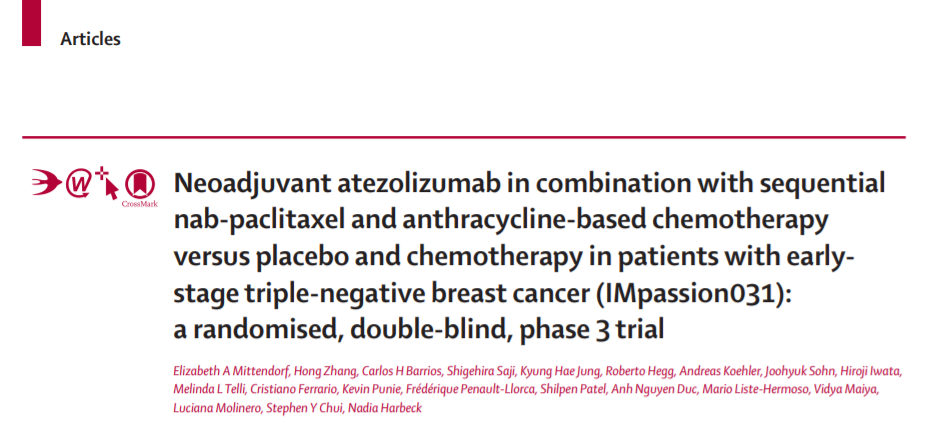 Articles
Neoadjuvant atezolizumab in combination with sequential
nab-paclitaxel and anthracycline-based chemotherapy
versus placebo and chemotherapy in patients with early-
stage triple-negative breast cancer (IMpassion031):
a randomised, double-blind, phase 3 trial
W
CrossMark
Elizabeth A Mittendorf, Hong Zhang, Carlos H Barrios, Shigehira Saji, Kyung Hae Jung, Roberto Hegg, Andreas Koehler, Joohyuk Sohn, Hiroji Iwata,
Melinda L Telli, Cristiano Ferrario, Kevin Punie, Frédérique Penault-Llorca, Shilpen Patel, Anh Nguyen Duc, Mario Liste-Hermoso, Vidya Maiya,
Luciana Molinero, Stephen Y Chui, Nadia Harbeck